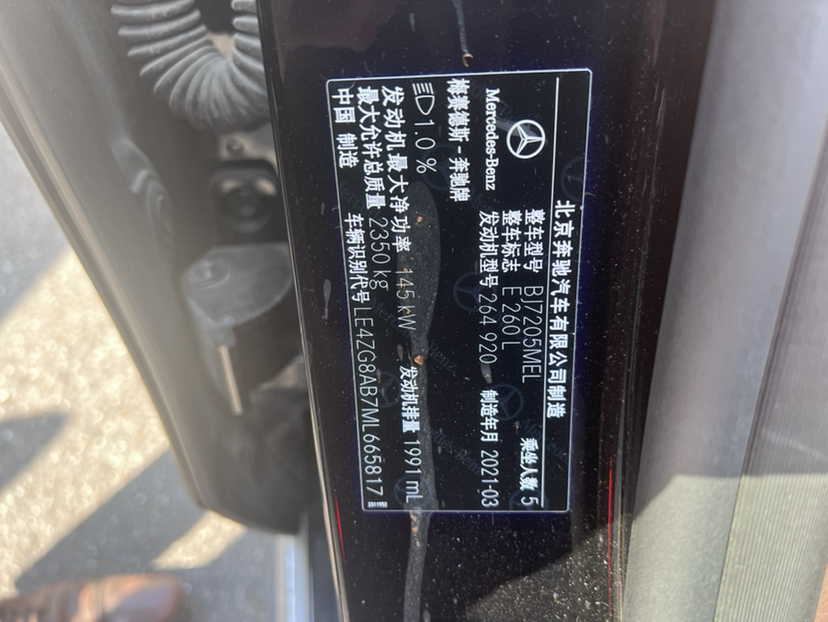 北京奔驰汽车有限公司制造
Mercedes-Benz
整车型号 BJ7205MEL
乘坐人数 5
整车标志 E 260 L
梅赛德斯-奔驰牌
发动机型号 264 920
制造年月 2021-03
1.0 %
发动机最大净功率 145 kW
发动机排量 1991 mL
最大允许总质量 2350 kg
中国 制造
车辆识别代号 LE4ZG8AB7ML665817